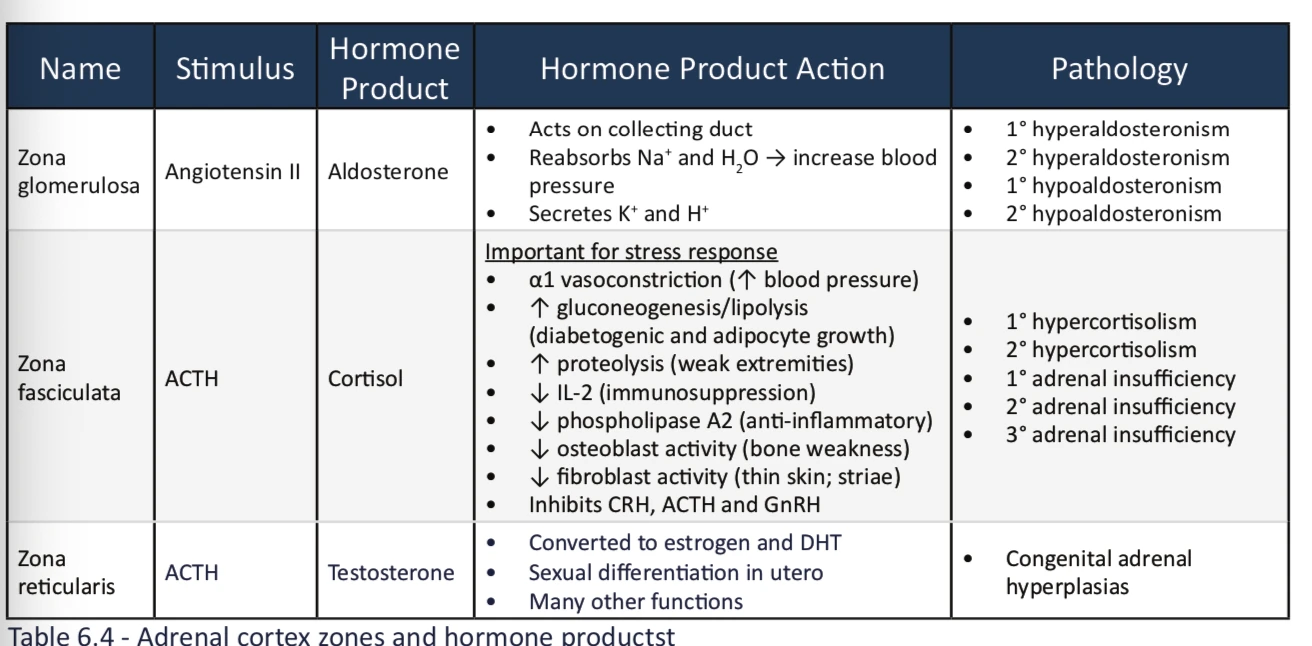 Name
Stimulus
Hormone
Product
Hormone Product Action
Pathology
Zona
glomerulosa
Angiotensin II
Aldosterone
• Acts on collecting duct
• Reabsorbs Na⁺ and H₂O → increase blood
pressure
• Secretes K⁺ and H⁺
• 1° hyperaldosteronism
• 2° hyperaldosteronism
• 1° hypoaldosteronism
• 2° hypoaldosteronism
Zona
fasciculata
ACTH
Cortisol
Important for stress response
• α1 vasoconstriction (↑ blood pressure)
• ↑ gluconeogenesis/lipolysis
(diabetogenic and adipocyte growth)
• ↑ proteolysis (weak extremities)
• ↓ IL-2 (immunosuppression)
• ↓ phospholipase A2 (anti-inflammatory)
• ↓ osteoblast activity (bone weakness)
• ↓ fibroblast activity (thin skin; striae)
• Inhibits CRH, ACTH and GnRH
• 1° hypercortisolism
• 2° hypercortisolism
• 1° adrenal insufficiency
• 2° adrenal insufficiency
• 3° adrenal insufficiency
Zona
reticularis
ACTH
Testosterone
• Converted to estrogen and DHT
• Sexual differentiation in utero
• Many other functions
• Congenital adrenal
hyperplasias
Table 6.4 - Adrenal cortex zones and hormone productst